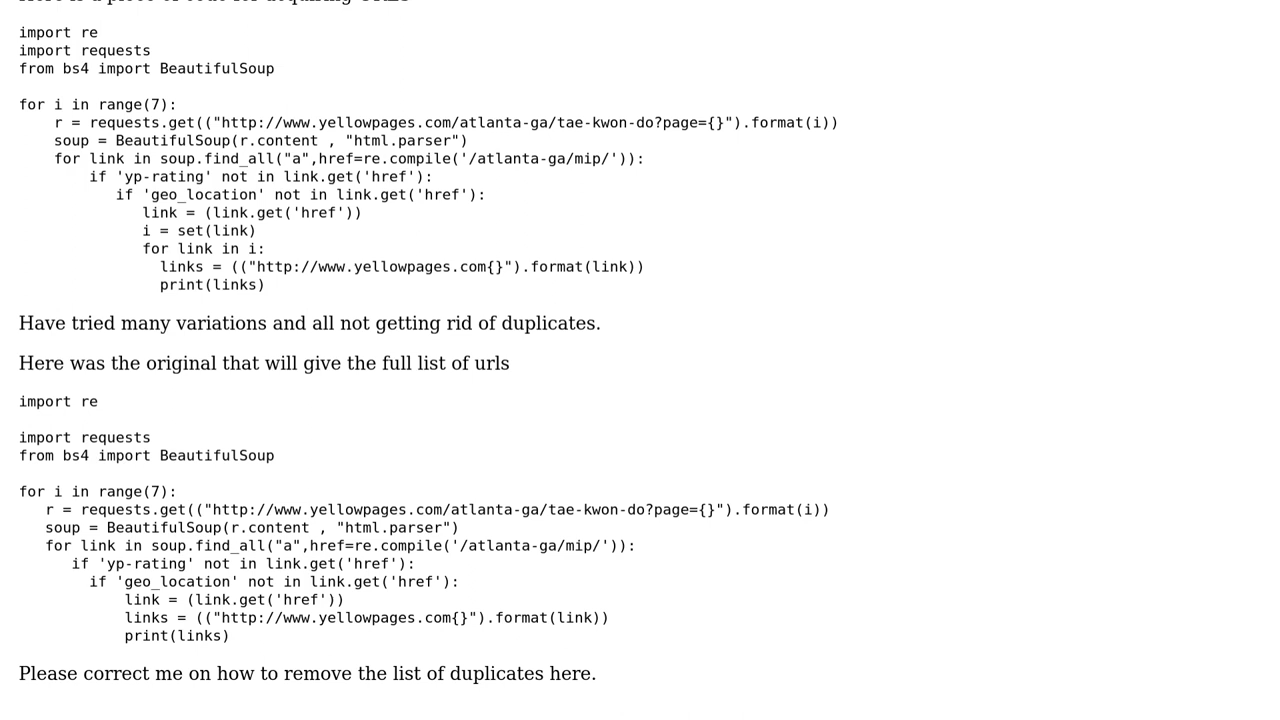 import re
import requests
from bs4 import BeautifulSoup
for i in range(7):
    r = requests.get(("http://www.yellowpages.com/atlanta-ga/tae-kwon-do?page={}").format(i))
    soup = BeautifulSoup(r.content , "html.parser")
    for link in soup.find_all("a",href=re.compile('/atlanta-ga/mip/')):
        if 'yp-rating' not in link.get('href'):
           if 'geo_location' not in link.get('href'):
              link = (link.get('href'))
              i = set(link)
              for link in i:
                links = (("http://www.yellowpages.com{}").format(link))
                print(links)
Have tried many variations and all not getting rid of duplicates.
Here was the original that will give the full list of urls
import re
import requests
from bs4 import BeautifulSoup
for i in range(7):
   r = requests.get(("http://www.yellowpages.com/atlanta-ga/tae-kwon-do?page={}").format(i))
   soup = BeautifulSoup(r.content , "html.parser")
   for link in soup.find_all("a",href=re.compile('/atlanta-ga/mip/')):
      if 'yp-rating' not in link.get('href'):
        if 'geo_location' not in link.get('href'):
            link = (link.get('href'))
            links = (("http://www.yellowpages.com{}").format(link))
            print(links)
Please correct me on how to remove the list of duplicates here.